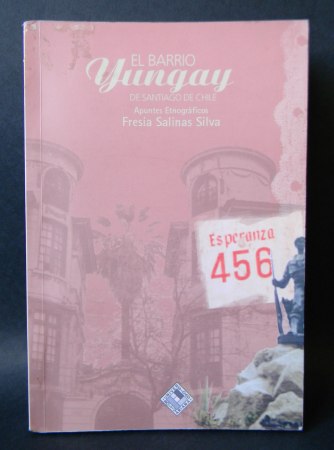 EL BARRIO
Yungay
DE SANTIAGO DE CHILE
Apuntes Etnográficos
Fresia Salinas Silva
Esperanza
456